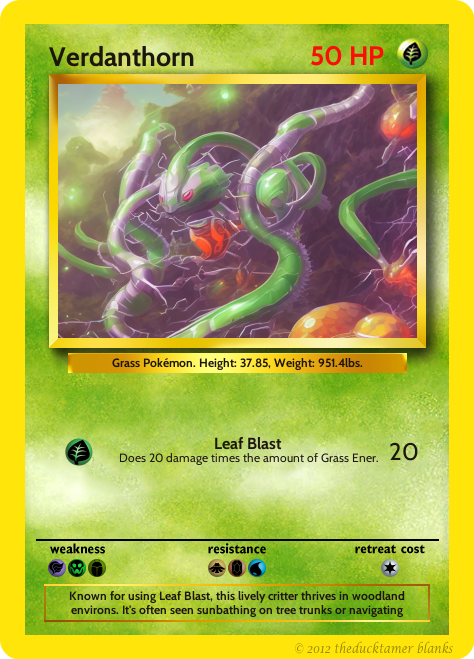 Verdanthorn
50 HP
Grass Pokémon. Height: 37.85, Weight: 951.4lbs.
Leaf Blast
Does 20 damage times the amount of Grass Ener.
20
weakness
resistance
retreat cost
Known for using Leaf Blast, this lively critter thrives in woodland
environs. It's often seen sunbathing on tree trunks or navigating
© 2012 theducktamer blanks